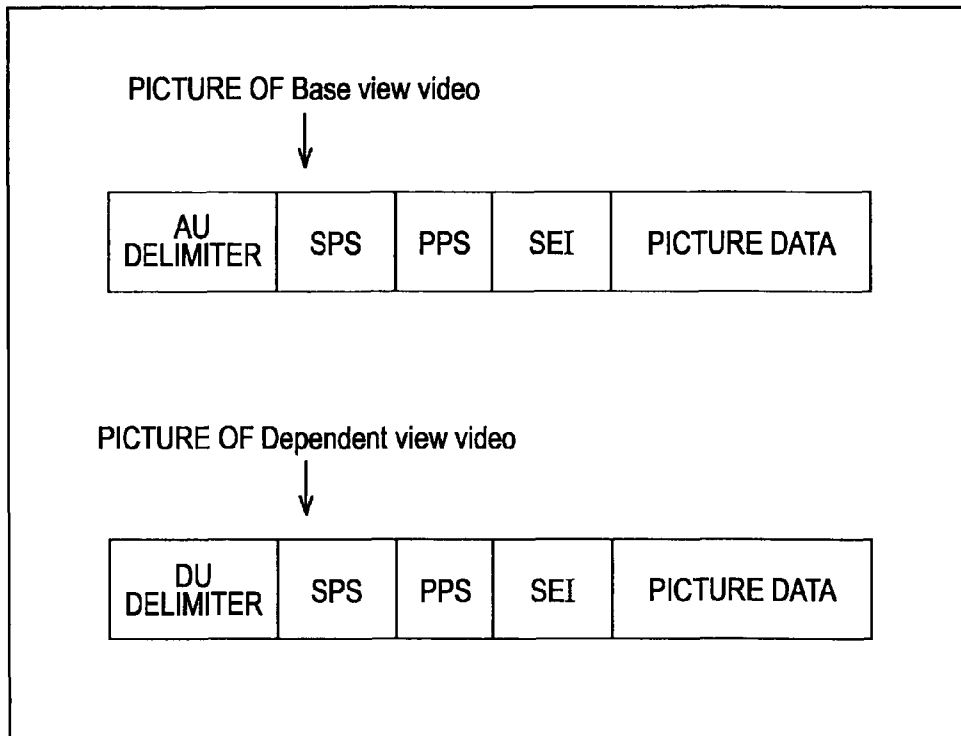 PICTURE OF Base view video
AU DELIMITER SPS PPS SEI PICTURE DATA
PICTURE OF Dependent view video
DU DELIMITER SPS PPS SEI PICTURE DATA